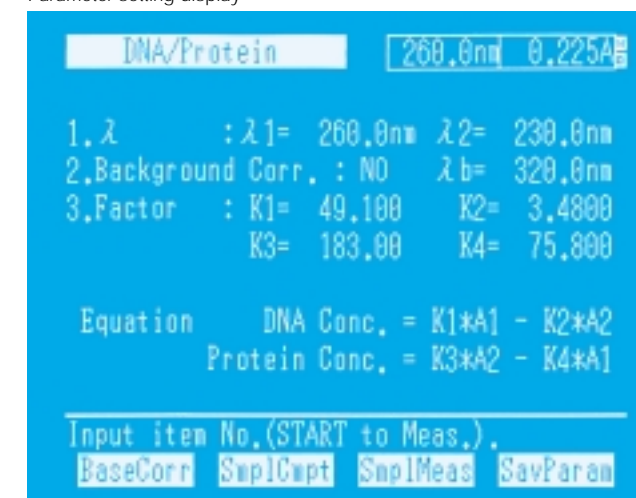 Parameter setting display
DNA/Protein 260.0nm 0.225A
1.λ :λ1= 260.0nm λ2= 230.0nm
2.Background Corr. : NO λb= 320.0nm
3.Factor : K1= 49.100 K2= 3.4800
K3= 183.00 K4= 75.800
Equation DNA Conc. = K1*A1 - K2*A2
Protein Conc. = K3*A2 - K4*A1
Input item No.(START to Meas.).
BaseCorr SmplCmpt SmplMeas SavParam